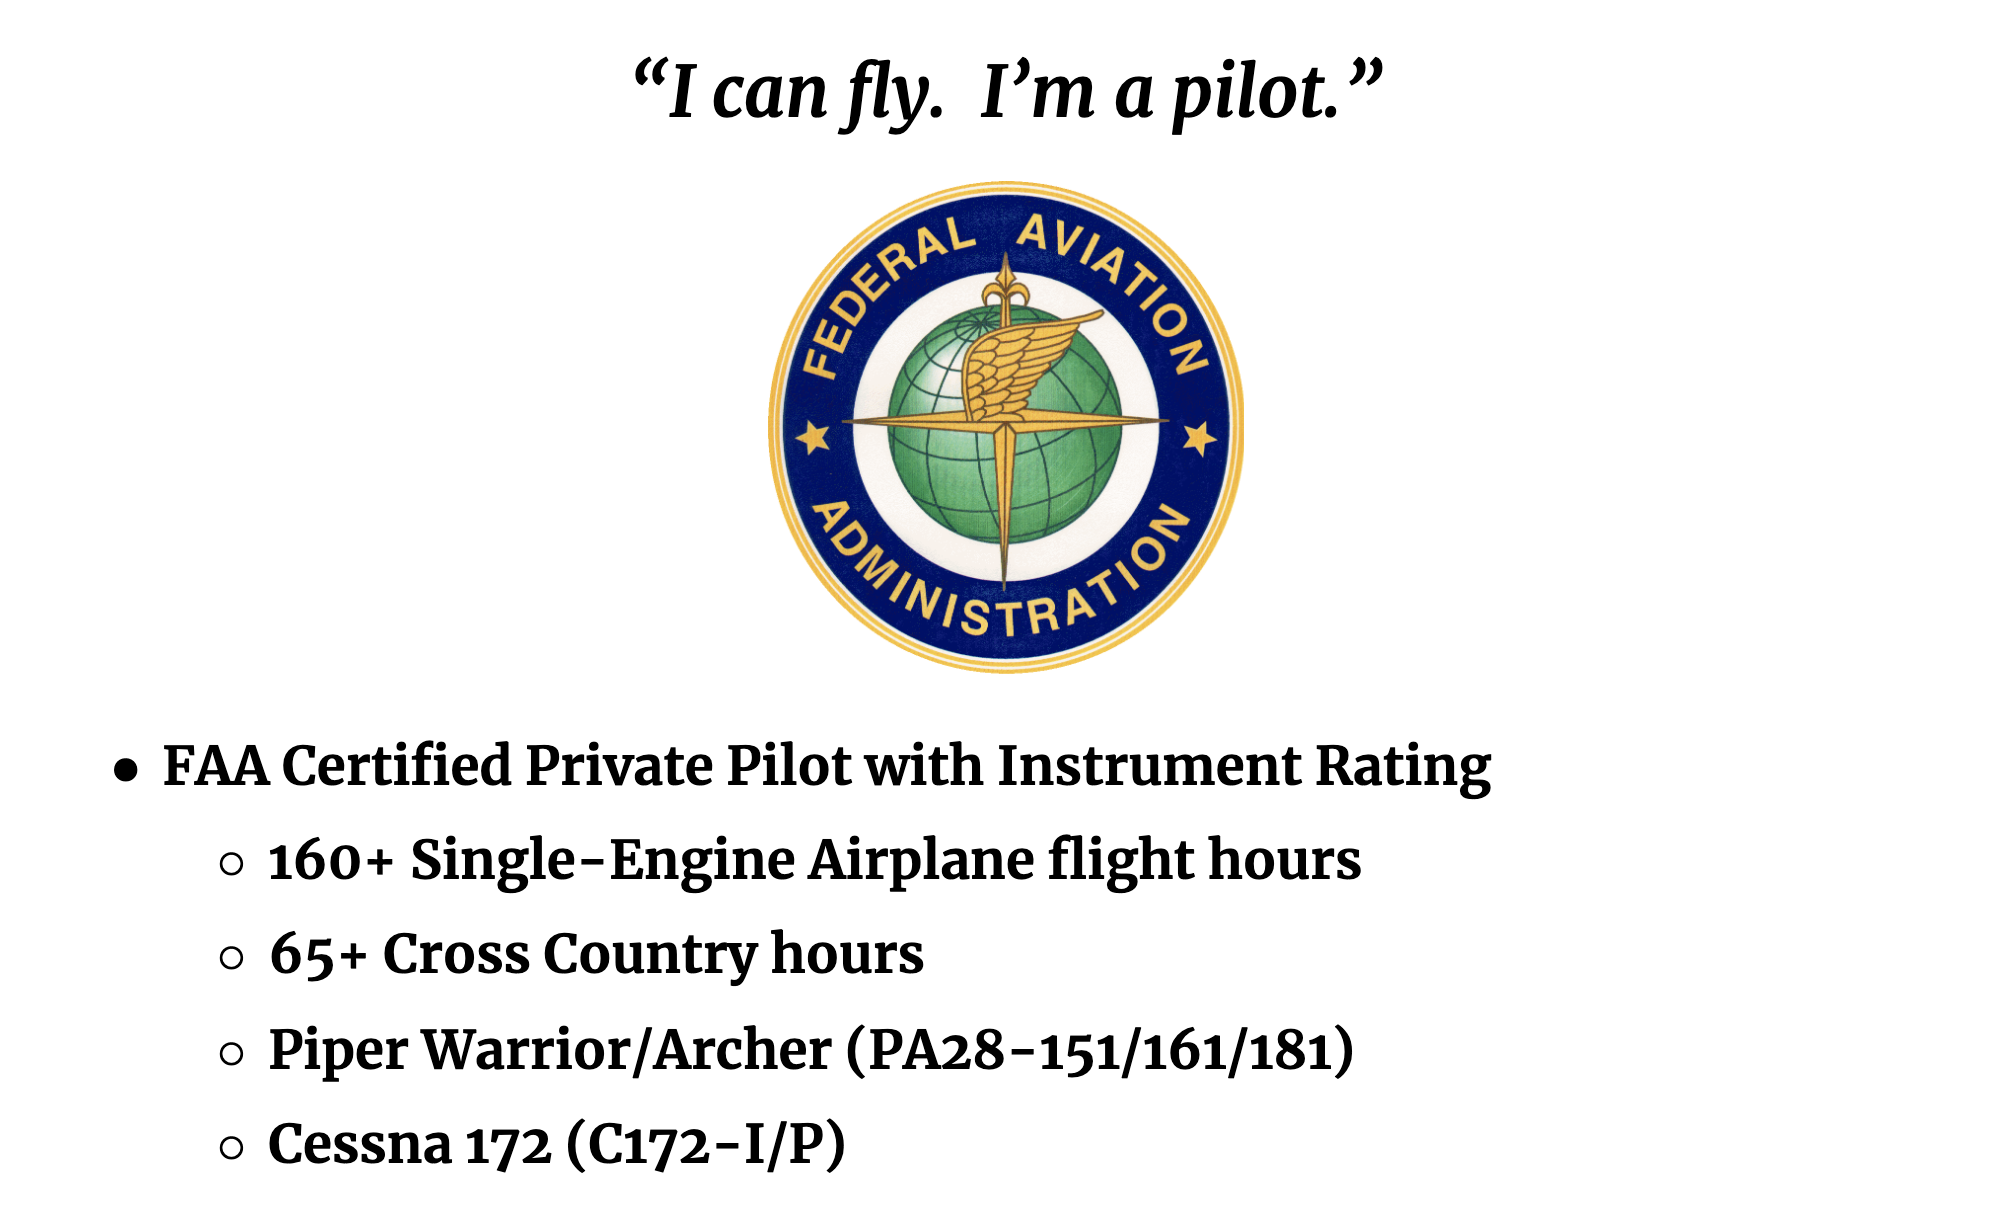 “I can fly.  I’m a pilot.”
FEDERAL AVIATION
ADMINISTRATION
● FAA Certified Private Pilot with Instrument Rating
○ 160+ Single-Engine Airplane flight hours
○ 65+ Cross Country hours
○ Piper Warrior/Archer (PA28-151/161/181)
○ Cessna 172 (C172-I/P)